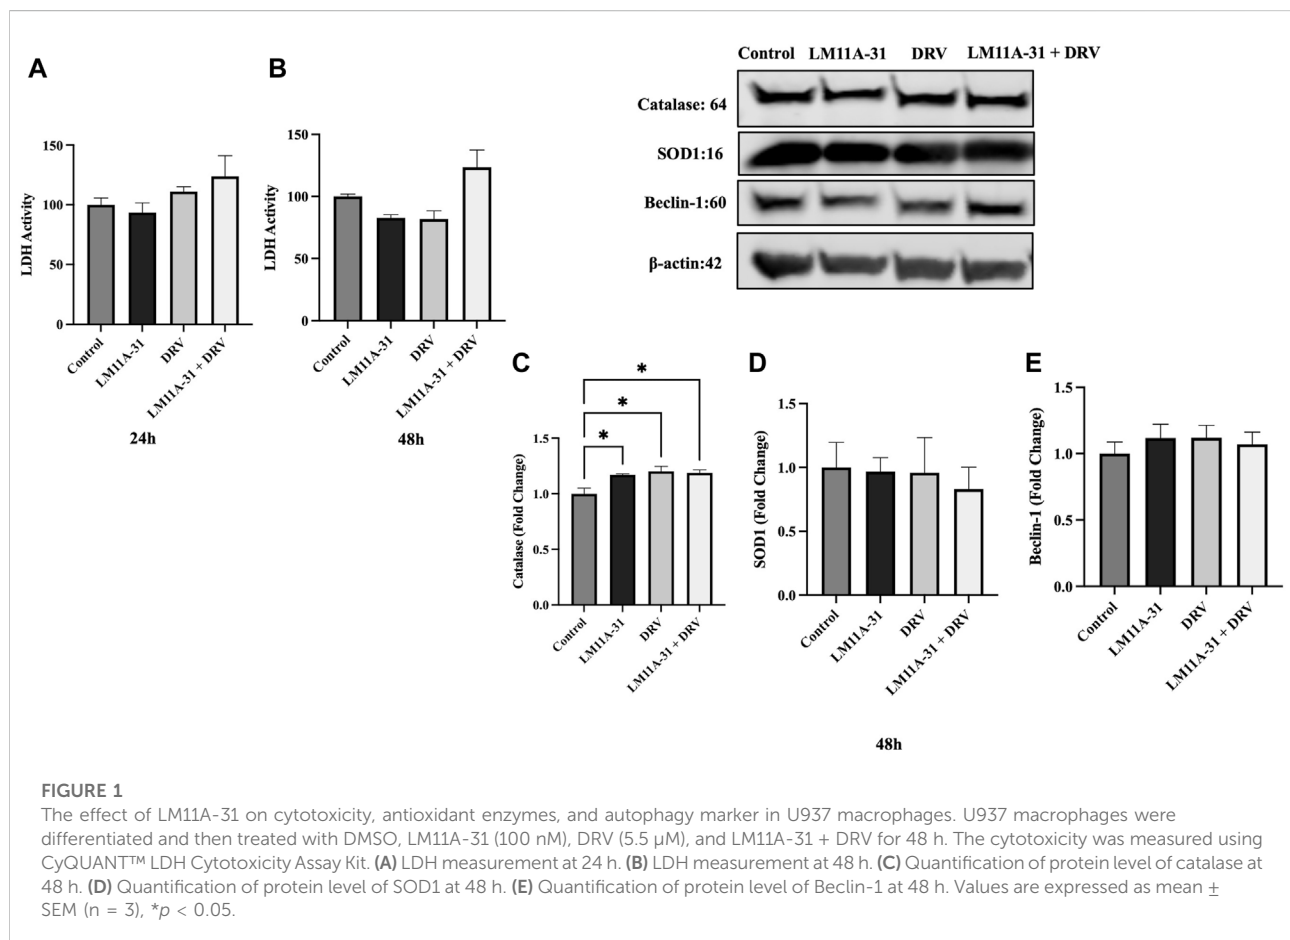 A
LDH Activity
150
100
50
0
Control
LM11A-31
DRV
LM11A-31 + DRV
24h
B
LDH Activity
150
100
50
0
Control
LM11A-31
DRV
LM11A-31 + DRV
48h
Control LM11A-31 DRV LM11A-31 + DRV
Catalase: 64
SOD1:16
Beclin-1:60
β-actin:42
C
Catalase (Fold Change)
1.5
1.0
0.5
0.0
*
*
*
Control
LM11A-31
DRV
LM11A-31 + DRV
D
SOD1 (Fold Change)
1.5
1.0
0.5
0.0
Control
LM11A-31
DRV
LM11A-31 + DRV
E
Beclin-1 (Fold Change)
1.5
1.0
0.5
0.0
Control
LM11A-31
DRV
LM11A-31 + DRV
48h
FIGURE 1
The effect of LM11A-31 on cytotoxicity, antioxidant enzymes, and autophagy marker in U937 macrophages. U937 macrophages were
differentiated and then treated with DMSO, LM11A-31 (100 nM), DRV (5.5 µM), and LM11A-31 + DRV for 48 h. The cytotoxicity was measured using
CyQUANT™ LDH Cytotoxicity Assay Kit. (A) LDH measurement at 24 h. (B) LDH measurement at 48 h. (C) Quantification of protein level of catalase at
48 h. (D) Quantification of protein level of SOD1 at 48 h. (E) Quantification of protein level of Beclin-1 at 48 h. Values are expressed as mean ±
SEM (n = 3), *p < 0.05.